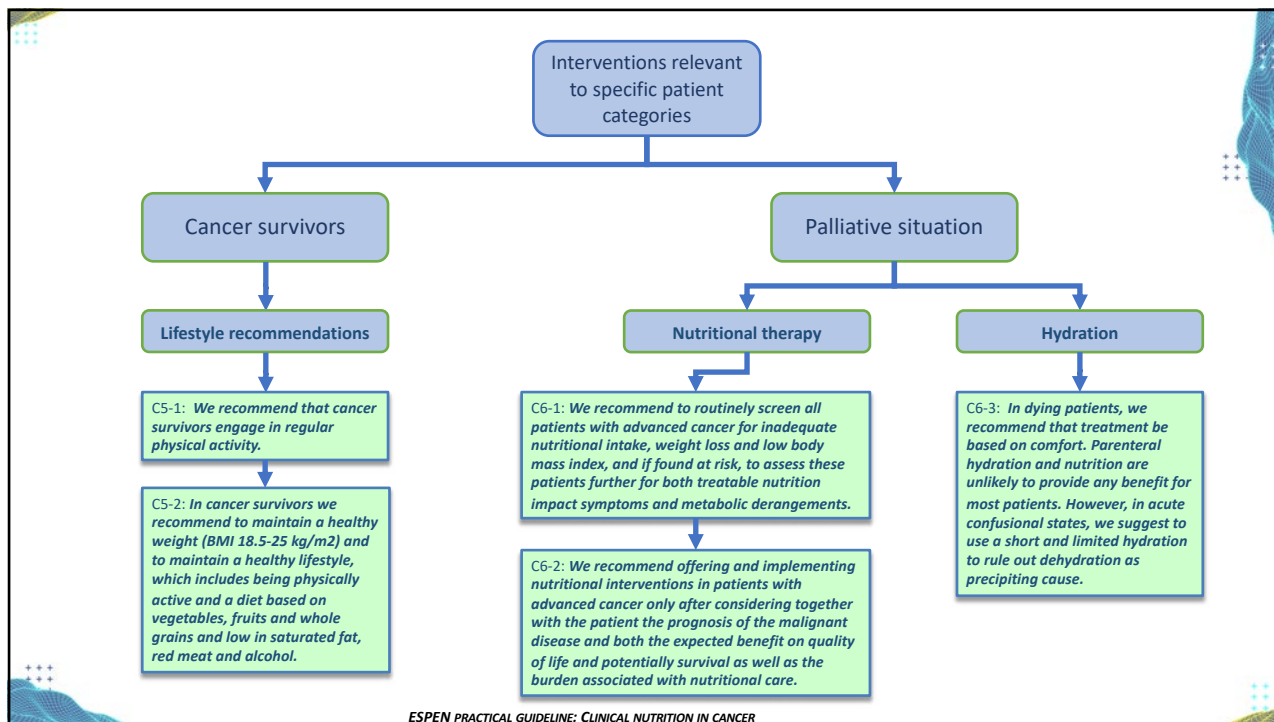 Interventions relevant
to specific patient
categories
Cancer survivors
Palliative situation
Lifestyle recommendations
Nutritional therapy
Hydration
C5-1: We recommend that cancer
survivors engage in regular
physical activity.
C5-2: In cancer survivors we
recommend to maintain a healthy
weight (BMI 18.5-25 kg/m2) and
to maintain a healthy lifestyle,
which includes being physically
active and a diet based on
vegetables, fruits and whole
grains and low in saturated fat,
red meat and alcohol.
C6-1: We recommend to routinely screen all
patients with advanced cancer for inadequate
nutritional intake, weight loss and low body
mass index, and if found at risk, to assess these
patients further for both treatable nutrition
impact symptoms and metabolic derangements.
C6-2: We recommend offering and implementing
nutritional interventions in patients with
advanced cancer only after considering together
with the patient the prognosis of the malignant
disease and both the expected benefit on quality
of life and potentially survival as well as the
burden associated with nutritional care.
C6-3: In dying patients, we
recommend that treatment be
based on comfort. Parenteral
hydration and nutrition are
unlikely to provide any benefit for
most patients. However, in acute
confusional states, we suggest to
use a short and limited hydration
to rule out dehydration as
precipiting cause.
ESPEN PRACTICAL GUIDELINE: CLINICAL NUTRITION IN CANCER